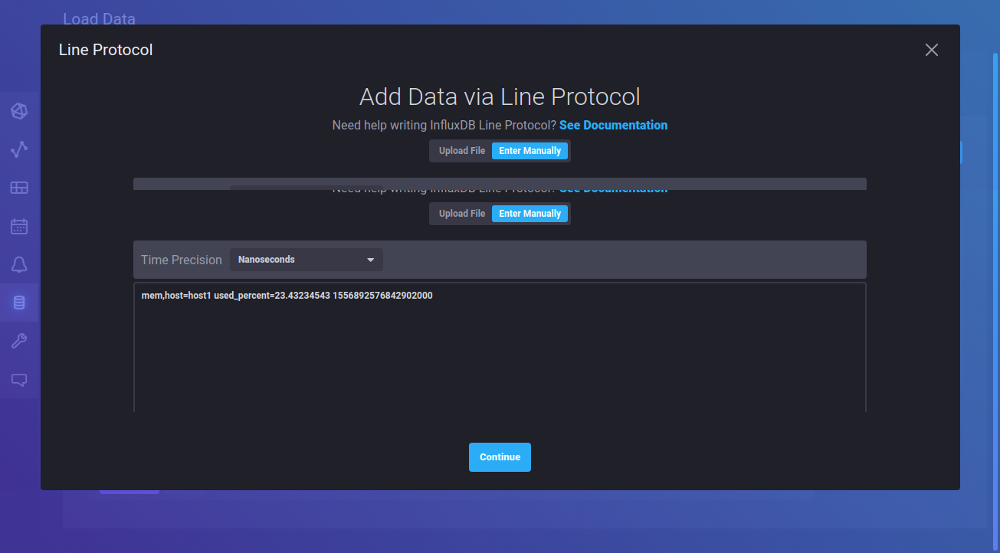 Load Data
Line Protocol
Add Data via Line Protocol
Need help writing InfluxDB Line Protocol? See Documentation
Upload File Enter Manually
Need help writing InfluxDB Line Protocol? See Documentation
Upload File Enter Manually
Time Precision Nanoseconds
mem,host=host1 used_percent=23.43234543 1556892576842902000
Continue